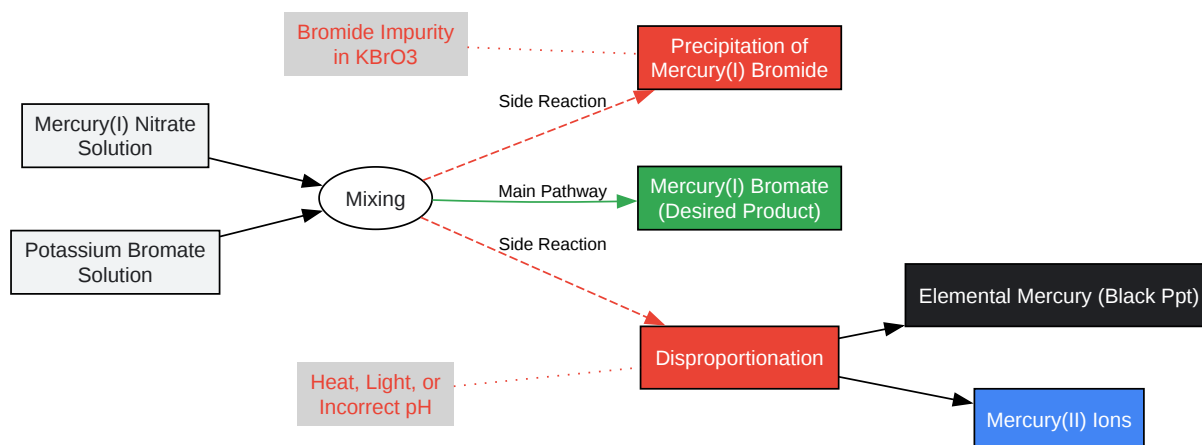 Bromide Impurity
in KBrO3
Precipitation of
Mercury(I) Bromide
Side Reaction
Mercury(I) Nitrate
Solution
Mixing
Main Pathway
Mercury(I) Bromate
(Desired Product)
Potassium Bromate
Solution
Side Reaction
Elemental Mercury (Black Ppt)
Disproportionation
Heat, Light, or
Incorrect pH
Mercury(II) Ions